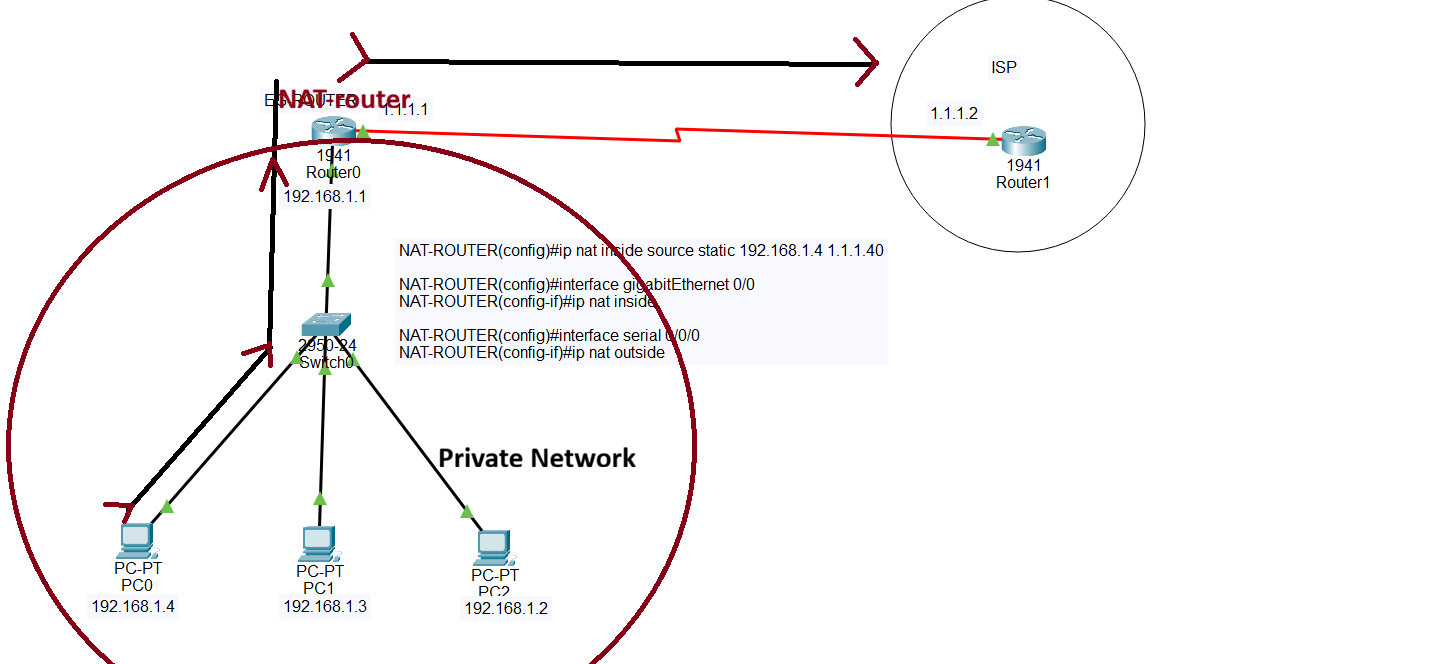 ISP
EG-ROUTER
NAT-router
1.1.1.1
1.1.1.2
1941
Router0
1941
Router1
192.168.1.1
NAT-ROUTER(config)#ip nat inside source static 192.168.1.4 1.1.1.40
NAT-ROUTER(config)#interface gigabitEthernet 0/0
NAT-ROUTER(config-if)#ip nat inside
NAT-ROUTER(config)#interface serial 0/0/0
NAT-ROUTER(config-if)#ip nat outside
2950-24
Switch0
Private Network
PC-PT
PC0
192.168.1.4
PC-PT
PC1
192.168.1.3
PC-PT
PC2
192.168.1.2